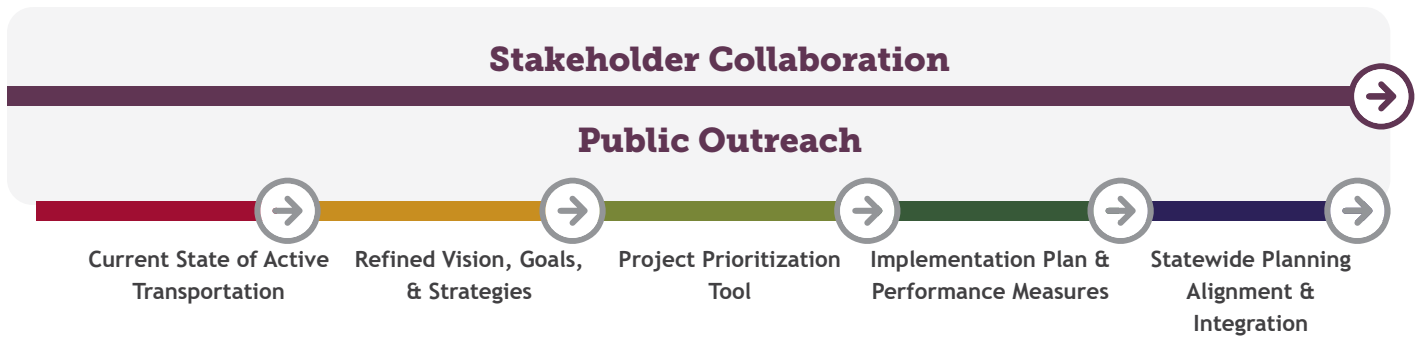 Stakeholder Collaboration
Public Outreach
Current State of Active
Transportation
Refined Vision, Goals,
& Strategies
Project Prioritization
Tool
Implementation Plan &
Performance Measures
Statewide Planning
Alignment &
Integration